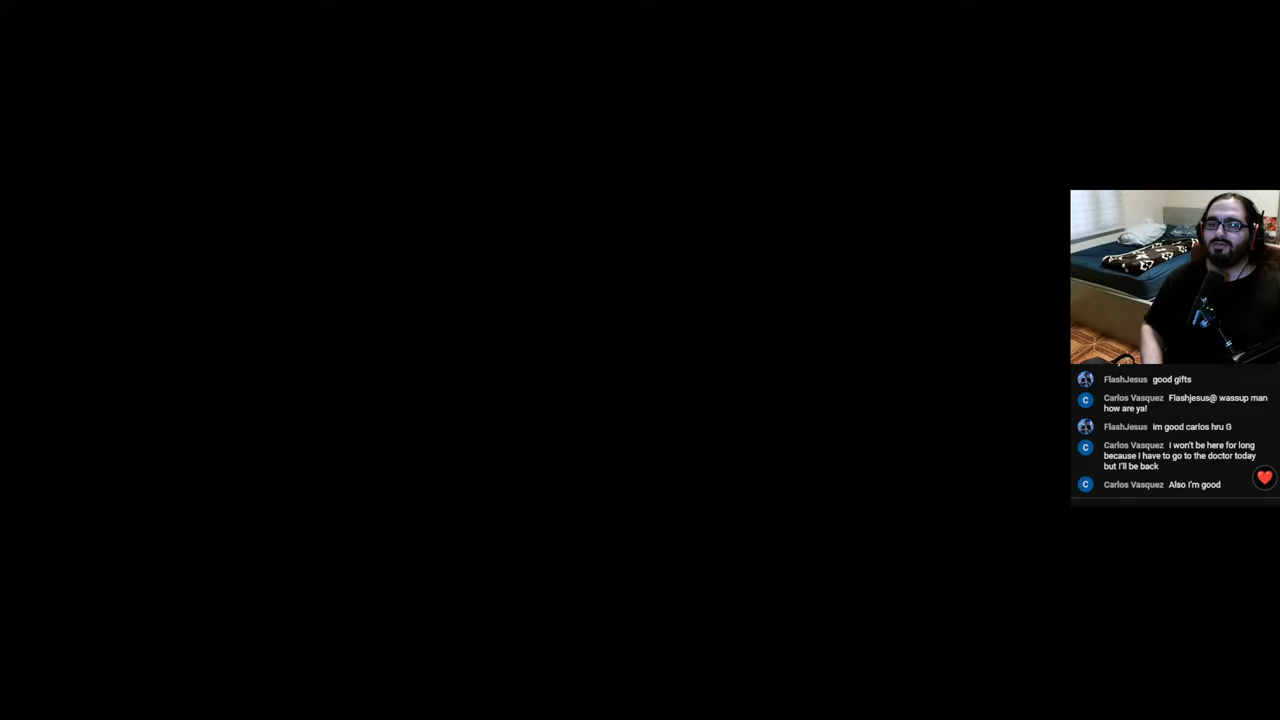 FlashJesus good gifts
Carlos Vasquez Flashjesus@ wassup man
how are ya!
FlashJesus im good carlos hru G
Carlos Vasquez I won't be here for long
because I have to go to the doctor today
but I'll be back
Carlos Vasquez Also I'm good